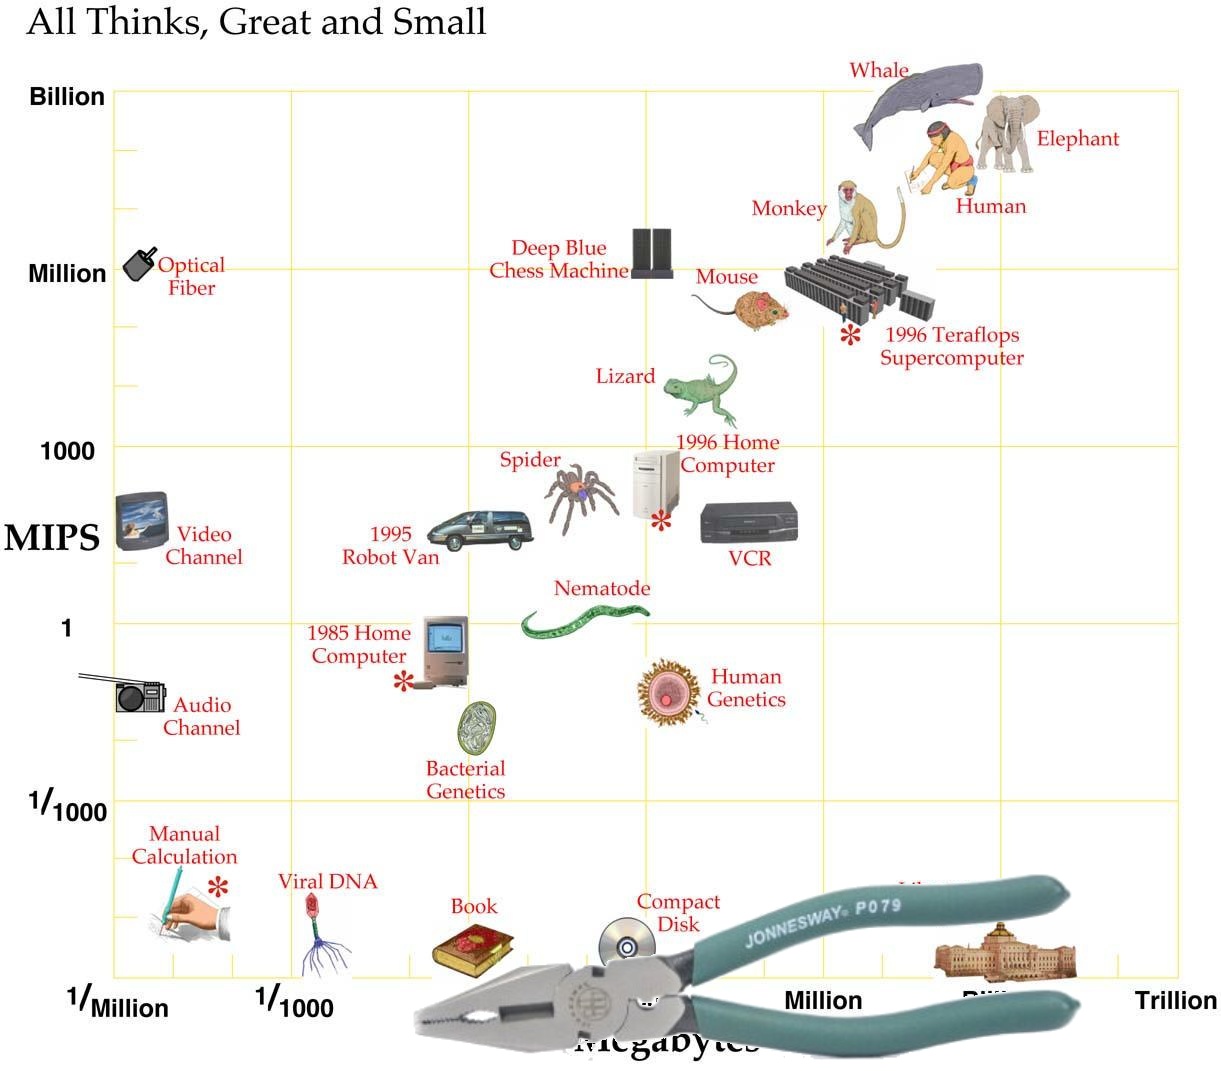 All Thinks, Great and Small
Billion
Whale
Elephant
Human
Monkey
Million
Optical
Fiber
Deep Blue
Chess Machine
Mouse
1996 Teraflops
Supercomputer
Lizard
1000
1996 Home
Computer
Spider
MIPS
Video
Channel
1995
Robot Van
VCR
Nematode
1
1985 Home
Computer
*
Human
Genetics
Audio
Channel
Bacterial
Genetics
1/1000
Manual
Calculation
*
Viral DNA
Book
Compact
Disk
JONNESWAY® P079
1/Million
1/1000
Million
Trillion
Megabytes